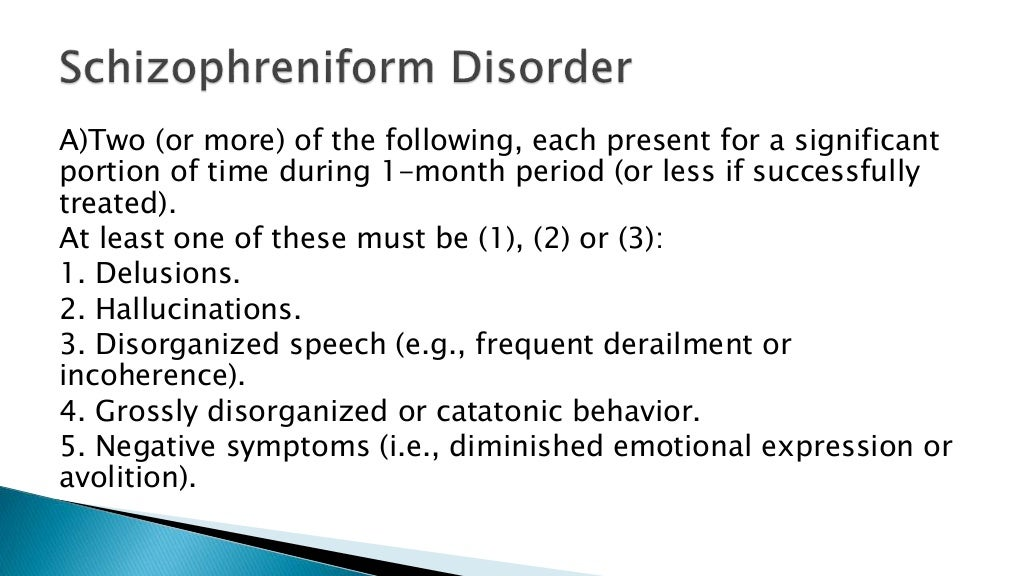 Schizophreniform Disorder
A)Two (or more) of the following, each present for a significant
portion of time during 1-month period (or less if successfully
treated).
At least one of these must be (1), (2) or (3):
1. Delusions.
2. Hallucinations.
3. Disorganized speech (e.g., frequent derailment or
incoherence).
4. Grossly disorganized or catatonic behavior.
5. Negative symptoms (i.e., diminished emotional expression or
avolition).